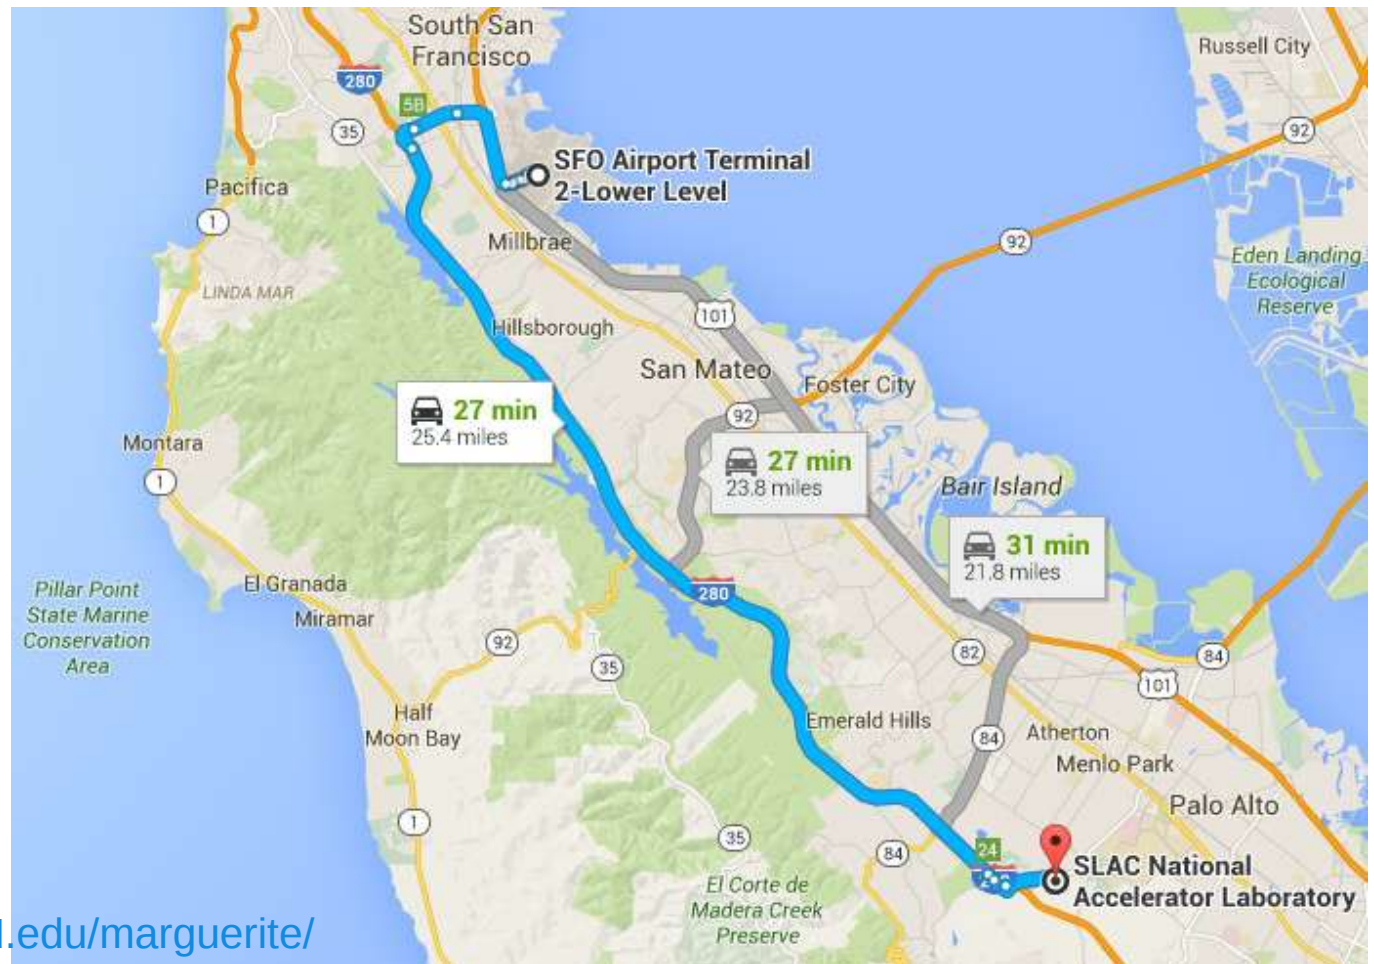 South San
Francisco
Russell City
280
5B
35
92
SFO Airport Terminal
2-Lower Level
Pacifica
1
Millbrae
92
Eden Landing
Ecological
Reserve
LINDA MAR
101
Hillsborough
San Mateo
Foster City
27 min
25.4 miles
92
Montara
27 min
23.8 miles
1
Bair Island
31 min
21.8 miles
El Granada
280
Pillar Point
State Marine
Conservation
Area
Miramar
92
35
82
84
101
Half
Moon Bay
Emerald Hills
84
Atherton
Menlo Park
Palo Alto
1
35
84
24
SLAC National
Accelerator Laboratory
El Corte de
Madera Creek
Preserve
.edu/marguerite/